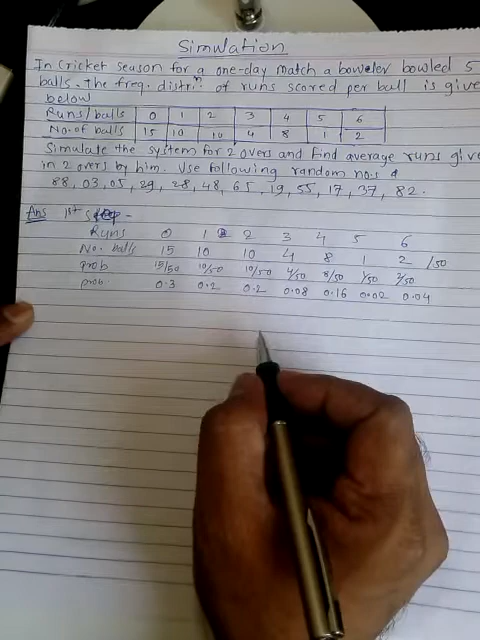 Simulation
In Cricket season for a one-day match a bowler bowled 5
balls. The freq. distriⁿ of runs scored per ball is give
below
Runs/balls 0 1 2 3 4 5 6
No. of balls 15 10 10 4 8 1 2
Simulate the system for 2 overs and find average runs giv
in 2 overs by him. Use following random no.s
88, 03, 05, 29, 28, 48, 65, 19, 55, 17, 37, 82.
Ans 1st step -
Runs 0 1 2 3 4 5 6
No. balls 15 10 10 4 8 1 2 /50
prob 15/50 10/50 10/50 4/50 8/50 1/50 2/50
prob. 0.3 0.2 0.2 0.08 0.16 0.02 0.04